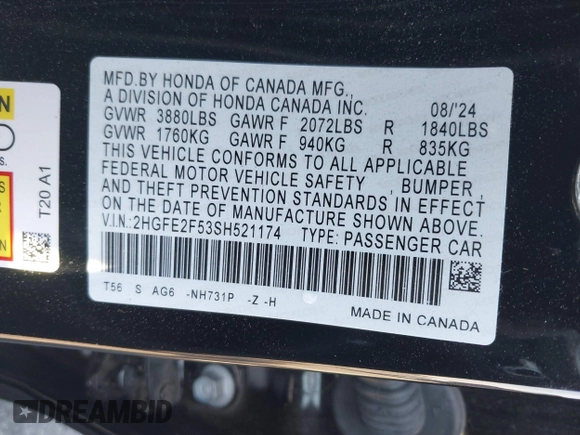 MFD.BY HONDA OF CANADA MFG.,
A DIVISION OF HONDA CANADA INC. 08/'24
GVWR 3880LBS GAWR F 2072LBS R 1840LBS
GVWR 1760KG GAWR F 940KG R 835KG
THIS VEHICLE CONFORMS TO ALL APPLICABLE
FEDERAL MOTOR VEHICLE SAFETY , BUMPER ,
AND THEFT PREVENTION STANDARDS IN EFFECT
ON THE DATE OF MANUFACTURE SHOWN ABOVE.
V.I.N.:2HGFE2F53SH521174 TYPE: PASSENGER CAR
T56 S AG6 -NH731P -Z -H
MADE IN CANADA
T20 A1
DREAMBID